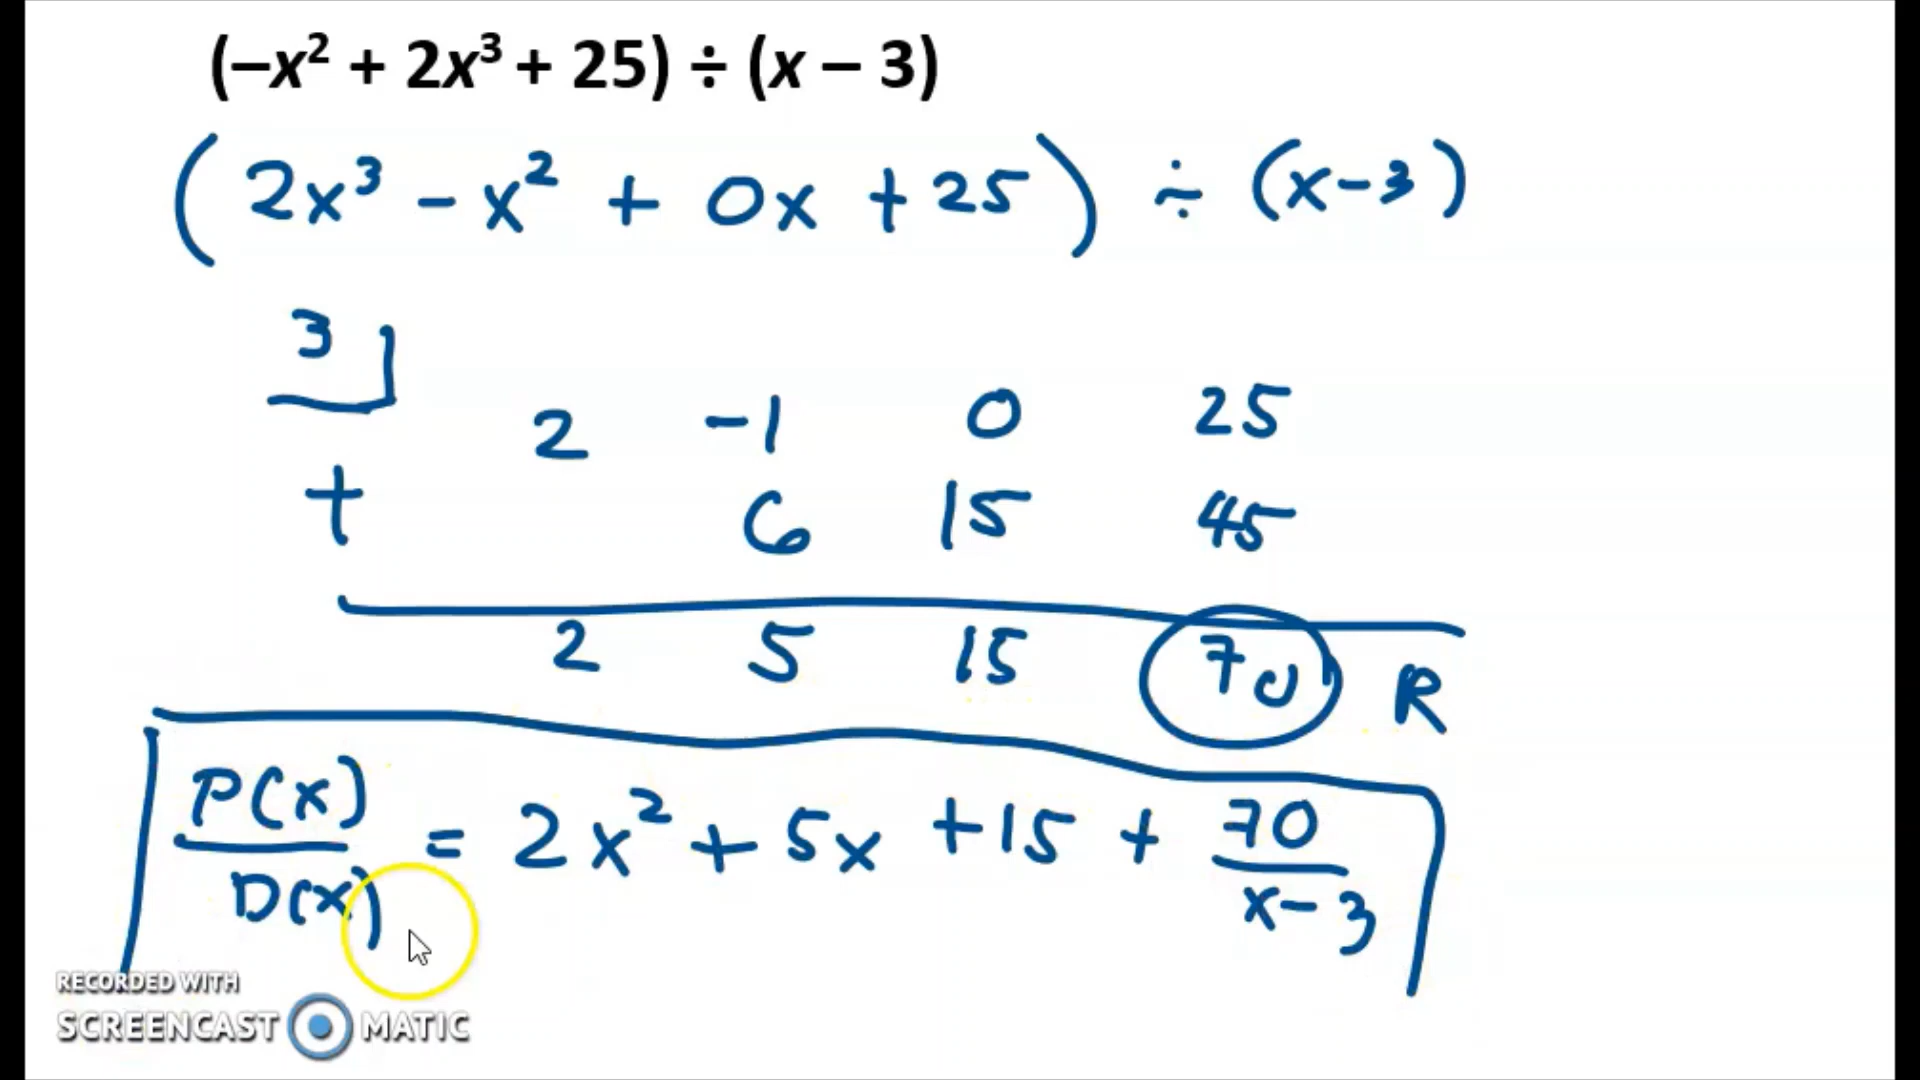 (–x² + 2x³ + 25) ÷ (x – 3)
(2x³ - x² + 0x + 25) ÷ (x-3)
3
2 -1 0 25
+ 6 15 45
2 5 15 70 R
P(x)/D(x) = 2x² + 5x +15 + 70/x-3
RECORDED WITH
SCREENCAST MATIC